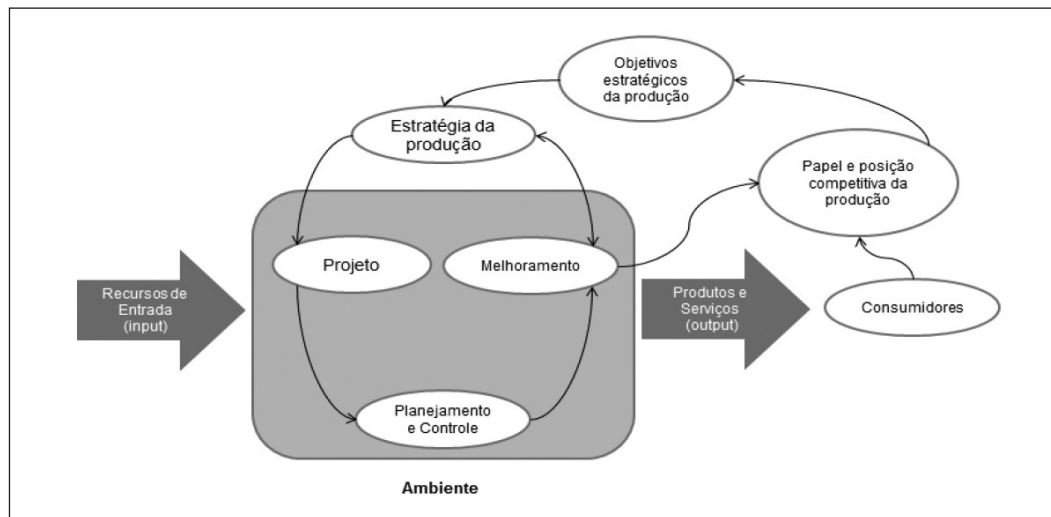 Objetivos
estratégicos
da produção
Estratégia da
produção
Papel e posição
competitiva da
produção
Projeto
Melhoramento
Recursos de
Entrada
(input)
Produtos e
Serviços
(output)
Consumidores
Planejamento
e Controle
Ambiente